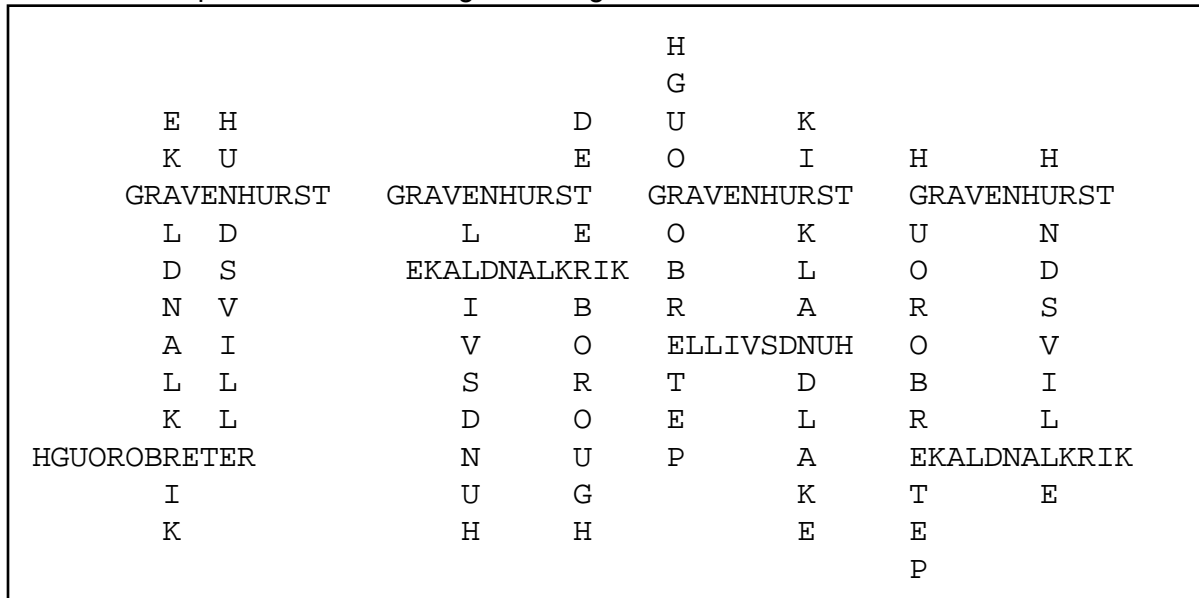 H
G
E H D U K
K U E O I H H
GRAVENHURST GRAVENHURST GRAVENHURST GRAVENHURST
L D L E O K U N
D S EKALDNALKRIK B L O D
N V I B R A R S
A I V O ELLIVSDNUH O V
L L S R T D B I
K L D O E L R L
HGUOROBRETER N U P A EKALDNALKRIK
I U G K T E
K H H E E
P